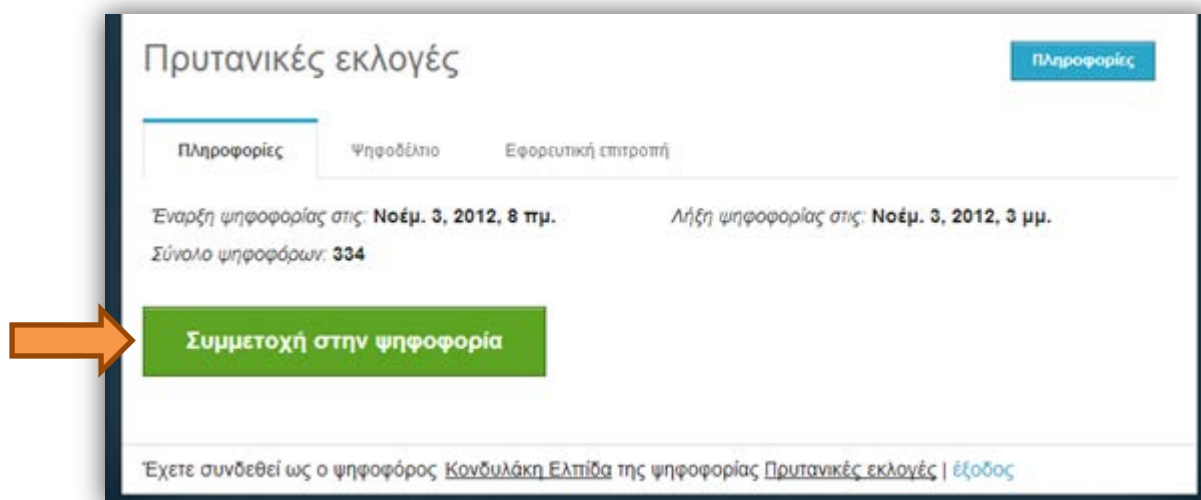 Πρυτανικές εκλογές
Πληροφορίες
Πληροφορίες Ψηφοδέλτιο Εφορευτική επιτροπή
Έναρξη ψηφοφορίας στις: Νοέμ. 3, 2012, 8 πμ. Λήξη ψηφοφορίας στις: Νοέμ. 3, 2012, 3 μμ.
Σύνολο ψηφοφόρων: 334
Συμμετοχή στην ψηφοφορία
Έχετε συνδεθεί ως ο ψηφοφόρος Κονδυλάκη Ελπίδα της ψηφοφορίας Πρυτανικές εκλογές | έξοδος